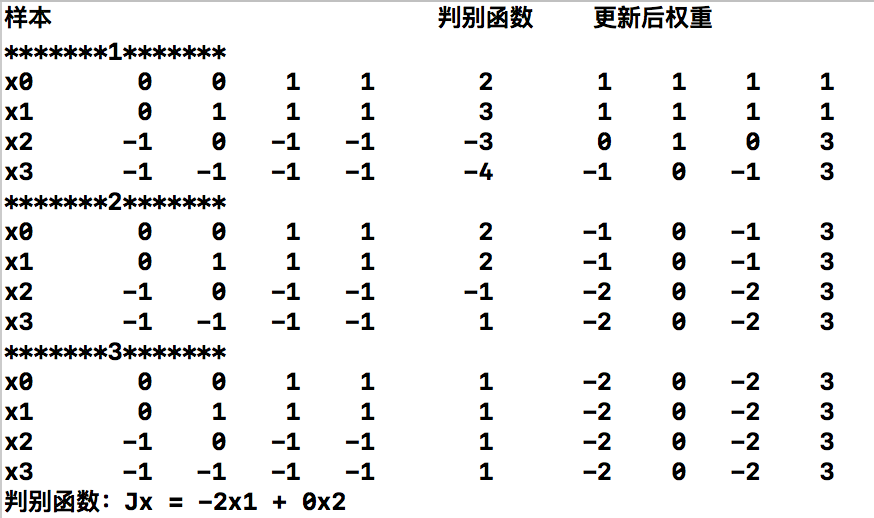 样本 判别函数 更新后权重
*******1*******
x0 0 0 1 1 2 1 1 1 1
x1 0 1 1 1 3 1 1 1 1
x2 -1 0 -1 -1 -3 0 1 0 3
x3 -1 -1 -1 -1 -4 -1 0 -1 3
*******2*******
x0 0 0 1 1 2 -1 0 -1 3
x1 0 1 1 1 2 -1 0 -1 3
x2 -1 0 -1 -1 -1 -2 0 -2 3
x3 -1 -1 -1 -1 1 -2 0 -2 3
*******3*******
x0 0 0 1 1 1 -2 0 -2 3
x1 0 1 1 1 1 -2 0 -2 3
x2 -1 0 -1 -1 1 -2 0 -2 3
x3 -1 -1 -1 -1 1 -2 0 -2 3
判别函数：Jx = -2x1 + 0x2